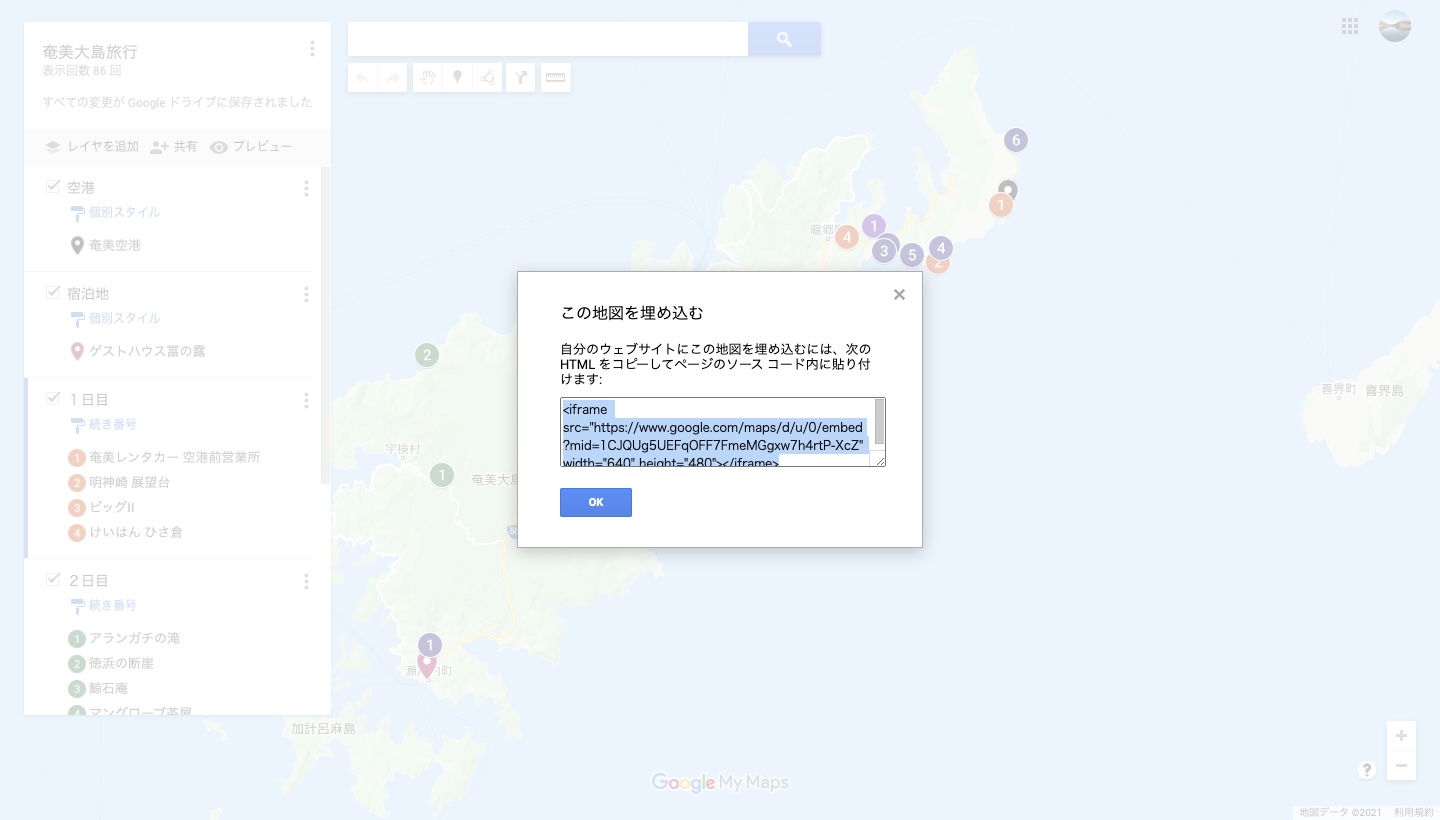 奄美大島旅行
表示回数 86 回
すべての変更が Google ドライブに保存されました
レイヤを追加 共有 プレビュー
空港
個別スタイル
奄美空港
宿泊地
個別スタイル
ゲストハウス冨の露
１日目
続き番号
1 奄美レンタカー 空港前営業所
2 明神崎 展望台
3 ビッグII
4 けいはん ひさ倉
２日目
続き番号
1 アランガチの滝
2 徳浜の断崖
3 鯨石庵
4 マングローブ茶屋
この地図を埋め込む
自分のウェブサイトにこの地図を埋め込むには、次の
HTML をコピーしてページのソース コード内に貼り付
けます:
<iframe
src="https://www.google.com/maps/d/u/0/embed
?mid=1CJQUg5UEFqOFF7FmeMGgxw7h4rtP-XcZ"
width="640" height="480"></iframe>
OK
6
1
龍郷
4
1
3
5
4
2
2
喜界町 喜界島
宇検村
1
奄美大島
1
瀬戸内町
加計呂麻島
Google My Maps
地図データ ©2021 利用規約